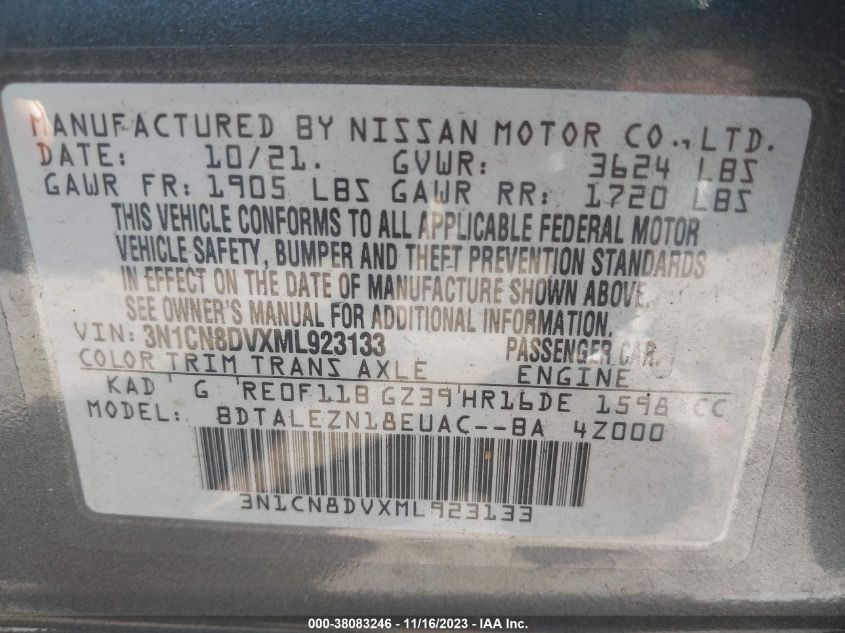 MANUFACTURED BY NISSAN MOTOR CO., LTD.
DATE: 10/21. GVWR: 3624 LBS
GAWR FR: 1905 LBS GAWR RR: 1720 LBS
THIS VEHICLE CONFORMS TO ALL APPLICABLE FEDERAL MOTOR
VEHICLE SAFETY, BUMPER AND THEFT PREVENTION STANDARDS
IN EFFECT ON THE DATE OF MANUFACTURE SHOWN ABOVE.
SEE OWNER'S MANUAL FOR ADDITIONAL INFORMATION.
VIN: 3N1CN8DVXML923133 PASSENGER CAR
COLOR TRIM TRANS AXLE ENGINE
KAD G RE0F11B GZ39 HR16DE 1598 CC
MODEL: BDTALEZN18EUAC--BA 4Z000
3N1CN8DVXML923133
000-38083246 - 11/16/2023 - IAA Inc.